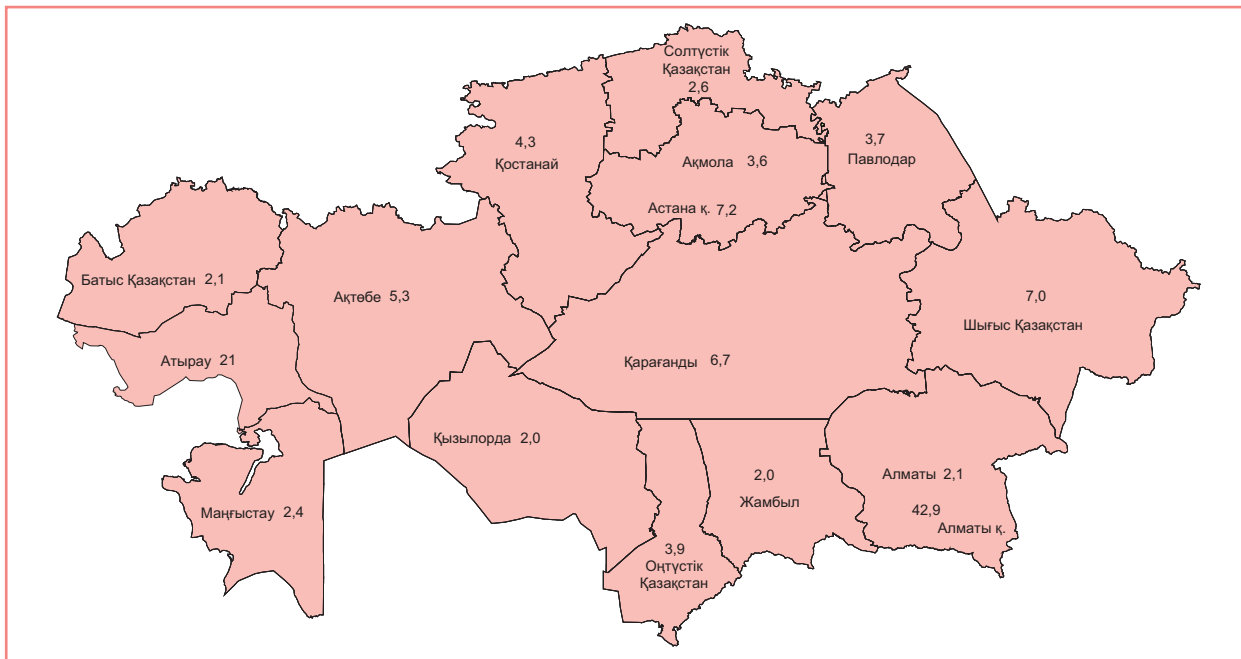 Солтүстік
Қазақстан
2,6
4,3
Қостанай
Ақмола 3,6
Астана қ. 7,2
3,7
Павлодар
Батыс Қазақстан 2,1
Ақтөбе 5,3
7,0
Шығыс Қазақстан
Атырау 21
Қарағанды 6,7
Қызылорда 2,0
2,0
Жамбыл
Алматы 2,1
42,9
Алматы қ.
Маңғыстау 2,4
3,9
Оңтүстік
Қазақстан